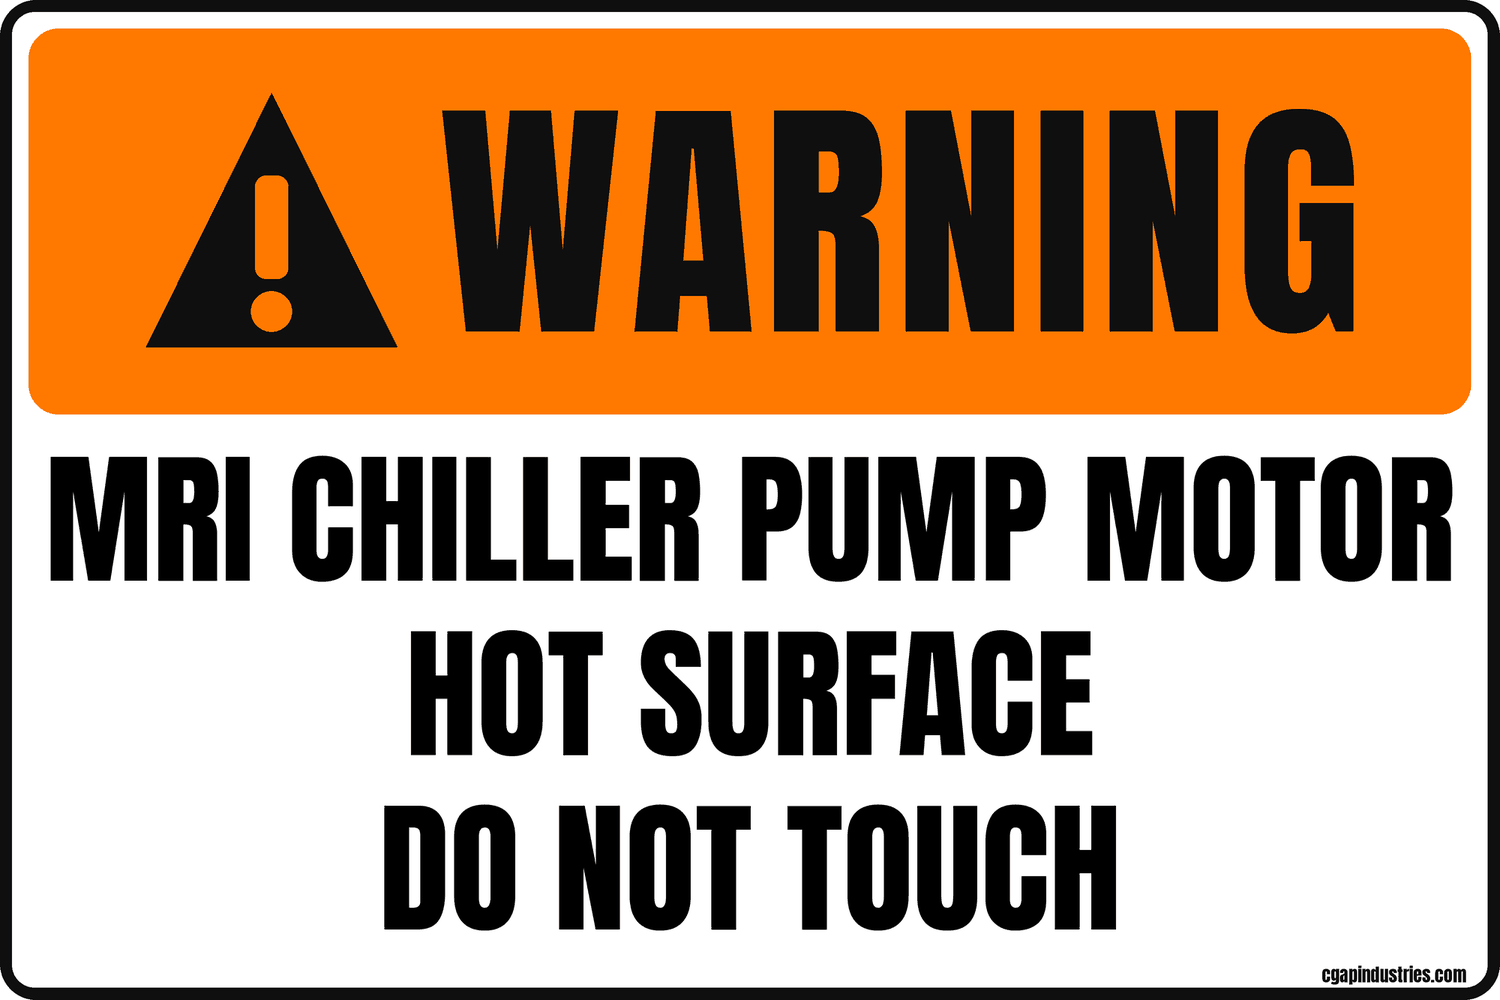 WARNING
MRI CHILLER PUMP MOTOR
HOT SURFACE
DO NOT TOUCH
cgapindustries.com